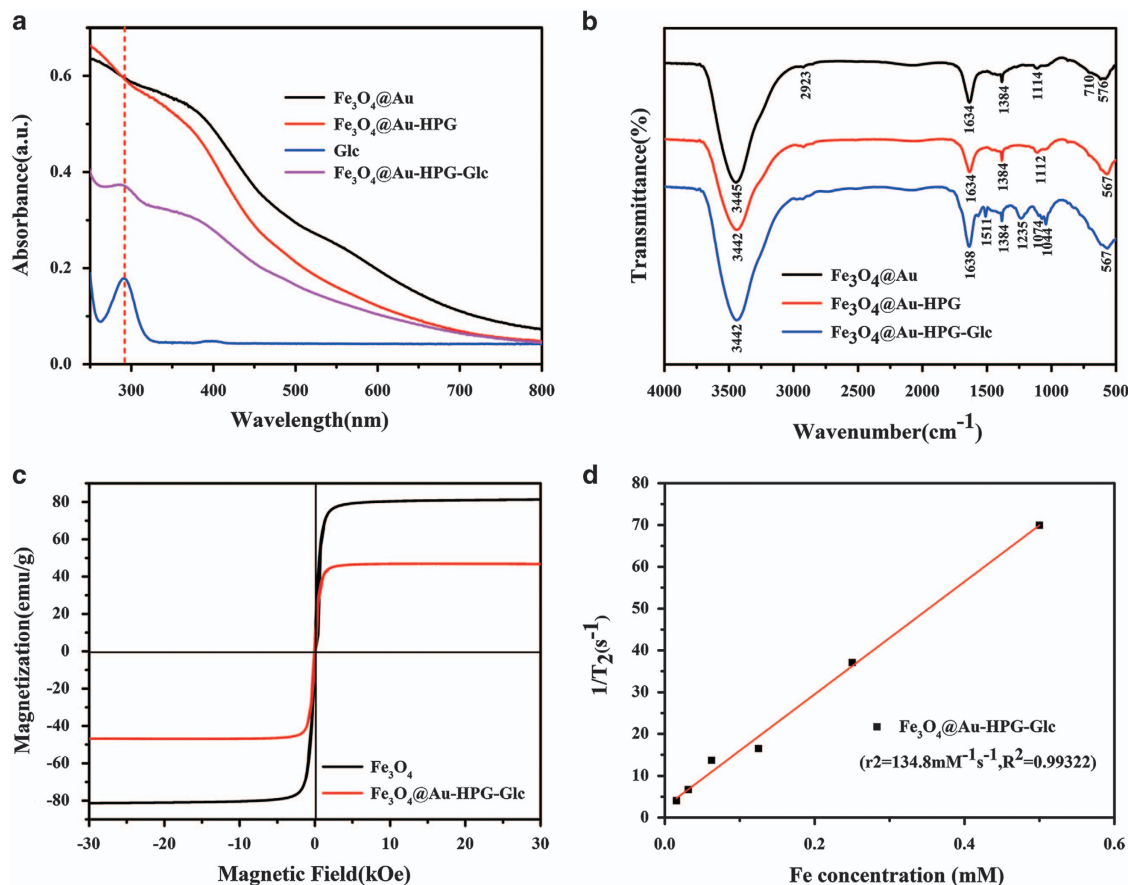 a
Absorbance(a.u.)
0.6
0.4
0.2
0.0
300
400
500
600
700
800
Wavelength(nm)
Fe₃O₄@Au
Fe₃O₄@Au-HPG
Glc
Fe₃O₄@Au-HPG-Glc
b
Transmittance(%)
2923
1634
1384
1114
710
576
3445
1634
1384
1112
567
3442
1638
1511
1384
1235
1074
1044
567
3442
Fe₃O₄@Au
Fe₃O₄@Au-HPG
Fe₃O₄@Au-HPG-Glc
4000
3500
3000
2500
2000
1500
1000
500
Wavenumber(cm⁻¹)
c
Magnetization(emu/g)
80
60
40
20
0
-20
-40
-60
-80
Fe₃O₄
Fe₃O₄@Au-HPG-Glc
-30
-20
-10
0
10
20
30
Magnetic Field(kOe)
d
1/T₂(s⁻¹)
80
70
60
50
40
30
20
10
0
Fe₃O₄@Au-HPG-Glc
(r2=134.8mM⁻¹s⁻¹,R²=0.99322)
0.0
0.2
0.4
0.6
Fe concentration (mM)